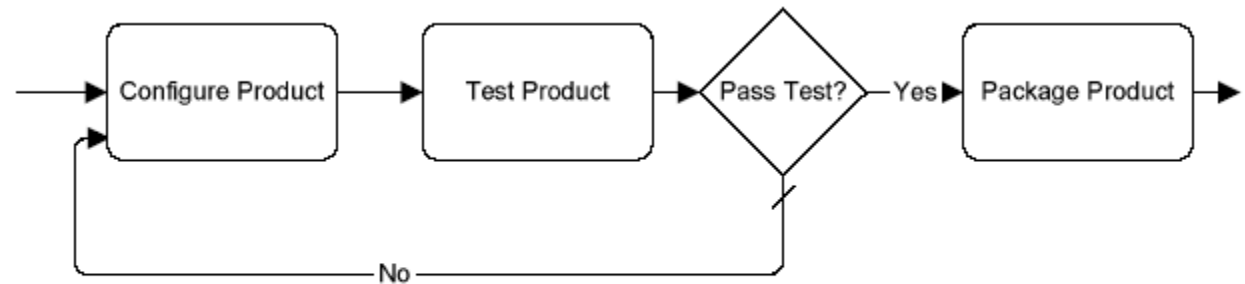 Configure Product
Test Product
Pass Test?
Yes
Package Product
No